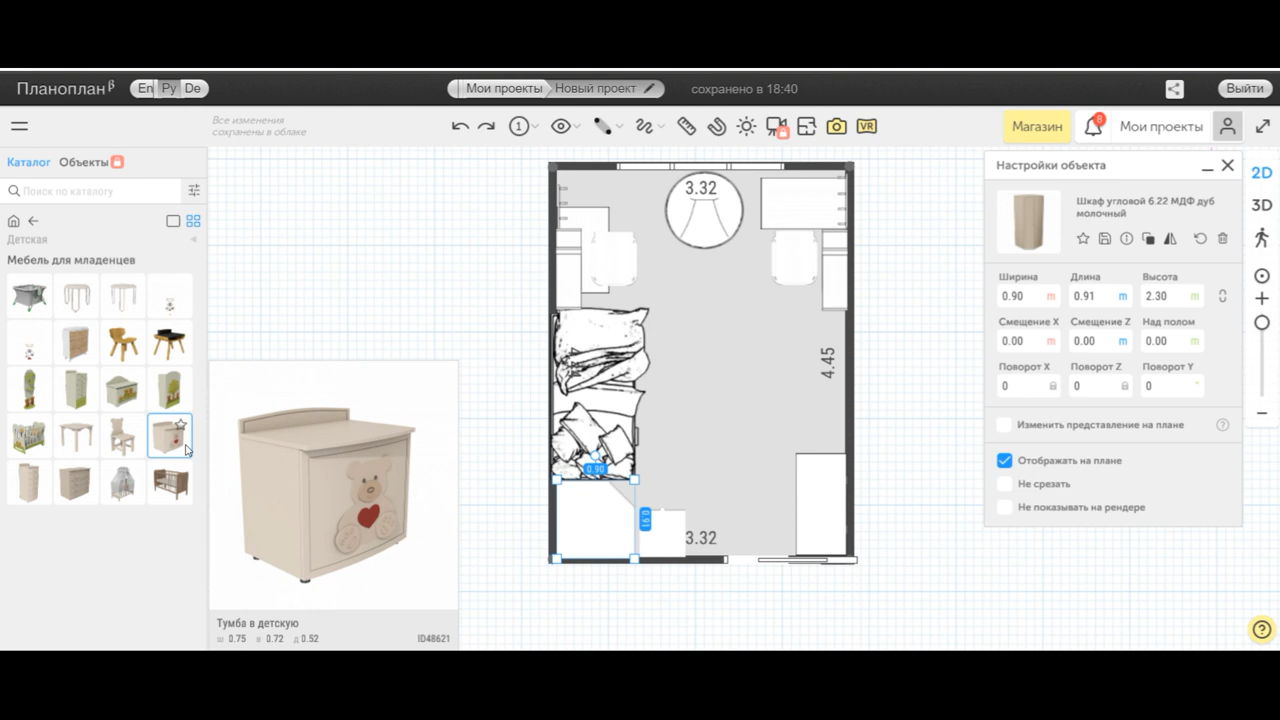 Планоплан β
En Ру De
Мои проекты Новый проект
сохранено в 18:40
Выйти
Все изменения
сохранены в облаке
1
VR
Магазин
8
Мои проекты
Каталог Объекты
Поиск по каталогу
Детская
Мебель для младенцев
Тумба в детскую
ш 0.75 в 0.72 д 0.52 ID48621
3.32
4.45
0.90
0.91
3.32
Настройки объекта
Шкаф угловой 6.22 МДФ дуб
молочный
Ширина Длина Высота
0.90 m 0.91 m 2.30 m
Смещение X Смещение Z Над полом
0.00 m 0.00 m 0.00 m
Поворот X Поворот Z Поворот Y
0 0 0 °
Изменить представление на плане ?
Отображать на плане
Не срезать
Не показывать на рендере
2D
3D
?